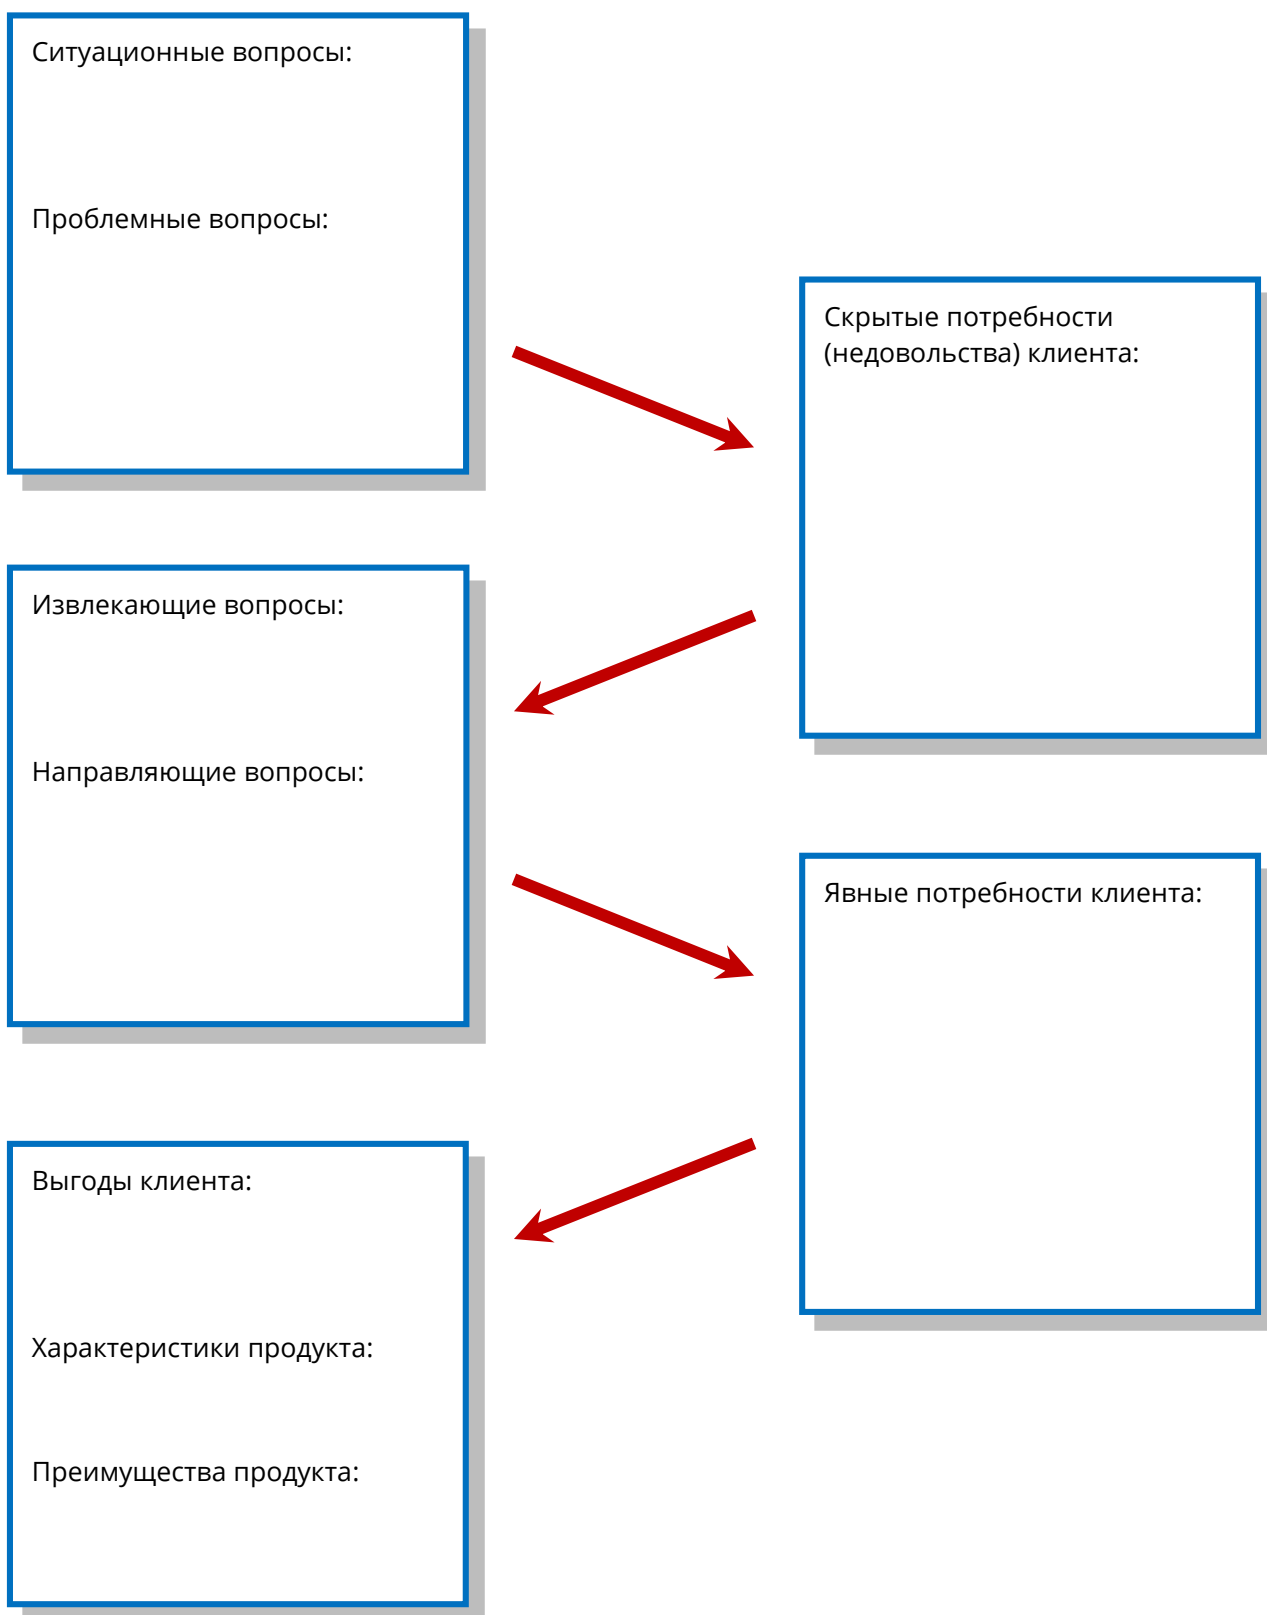 Ситуационные вопросы:
Проблемные вопросы:
Скрытые потребности
(недовольства) клиента:
Извлекающие вопросы:
Направляющие вопросы:
Явные потребности клиента:
Выгоды клиента:
Характеристики продукта:
Преимущества продукта: